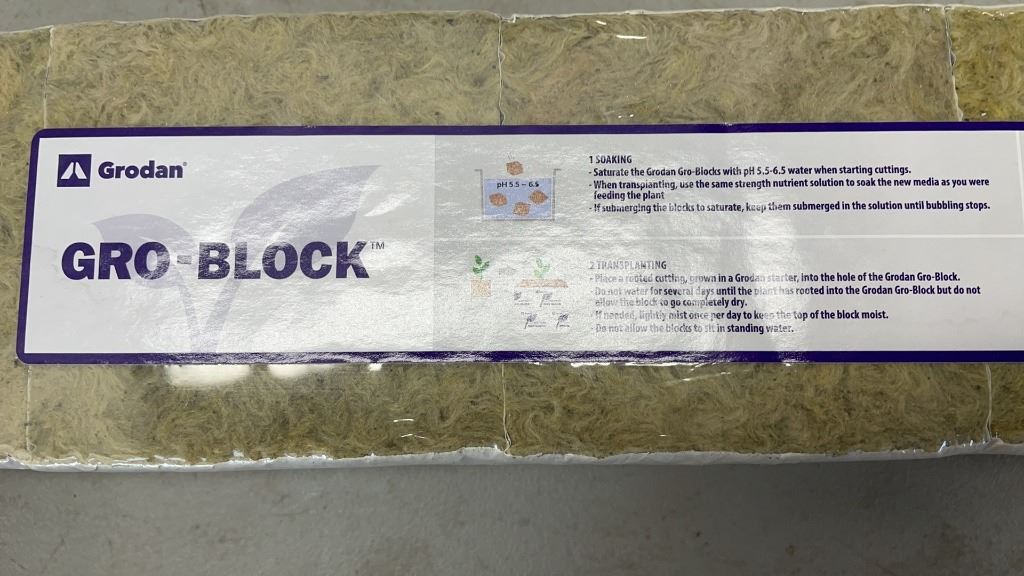 Grodan®
GRO-BLOCK™
pH 5.5 – 6.5
1 SOAKING
- Saturate the Grodan Gro-Blocks with pH 5.5-6.5 water when starting cuttings.
- When transplanting, use the same strength nutrient solution to soak the new media as you were
feeding the plant
- If submerging the blocks to saturate, keep them submerged in the solution until bubbling stops.
2 TRANSPLANTING
- Place a rooted cutting, grown in a Grodan starter, into the hole of the Grodan Gro-Block.
- Do not water for several days until the plant has rooted into the Grodan Gro-Block but do not
allow the block to go completely dry.
- If needed, lightly mist once per day to keep the top of the block moist.
- Do not allow the blocks to sit in standing water.